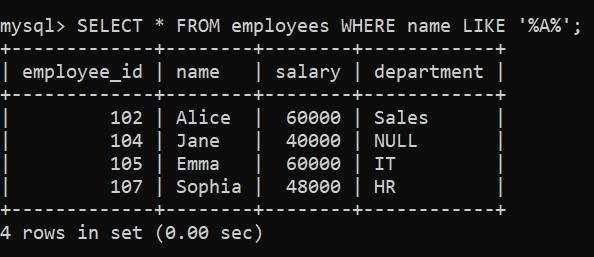 mysql> SELECT * FROM employees WHERE name LIKE '%A%';
+-------------+--------+--------+------------+
| employee_id | name   | salary | department |
+-------------+--------+--------+------------+
|         102 | Alice  |  60000 | Sales      |
|         104 | Jane   |  40000 | NULL       |
|         105 | Emma   |  60000 | IT         |
|         107 | Sophia |  48000 | HR         |
+-------------+--------+--------+------------+
4 rows in set (0.00 sec)